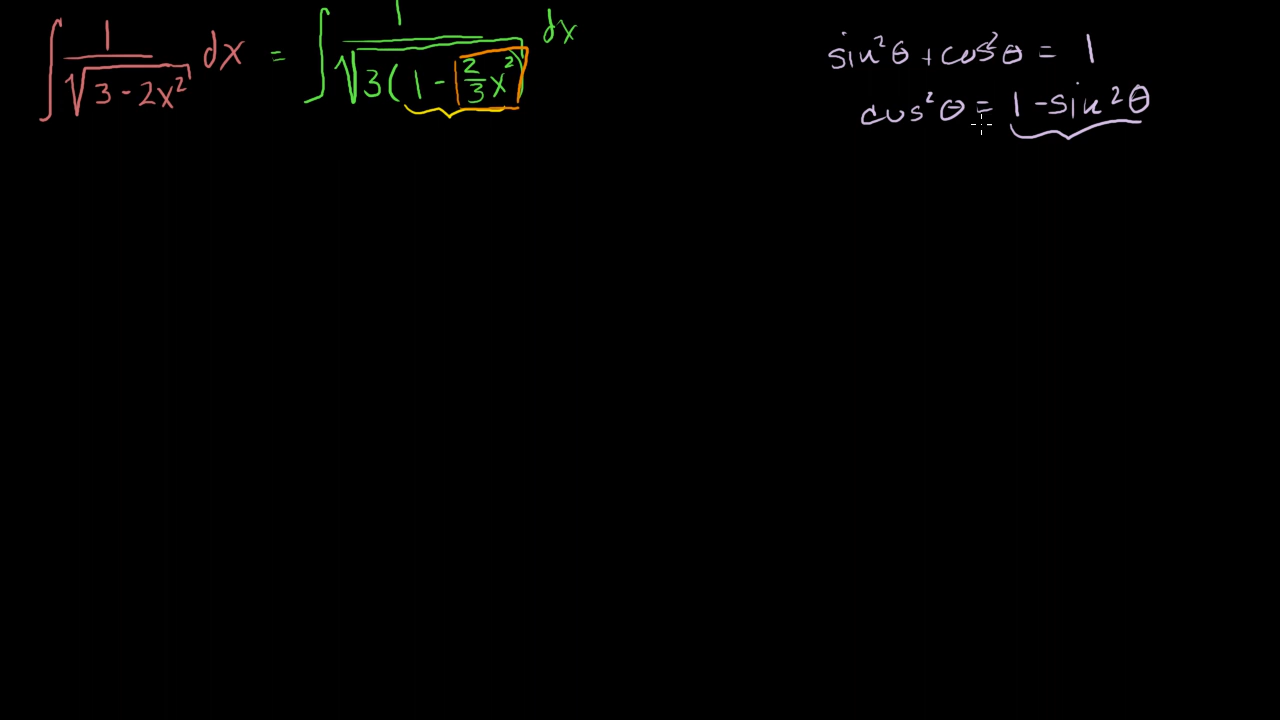 ∫ 1/√(3 - 2x²) dx = ∫ 1/√(3(1 - 2/3 x²)) dx
sin²θ + cos²θ = 1
cos²θ = 1 - sin²θ